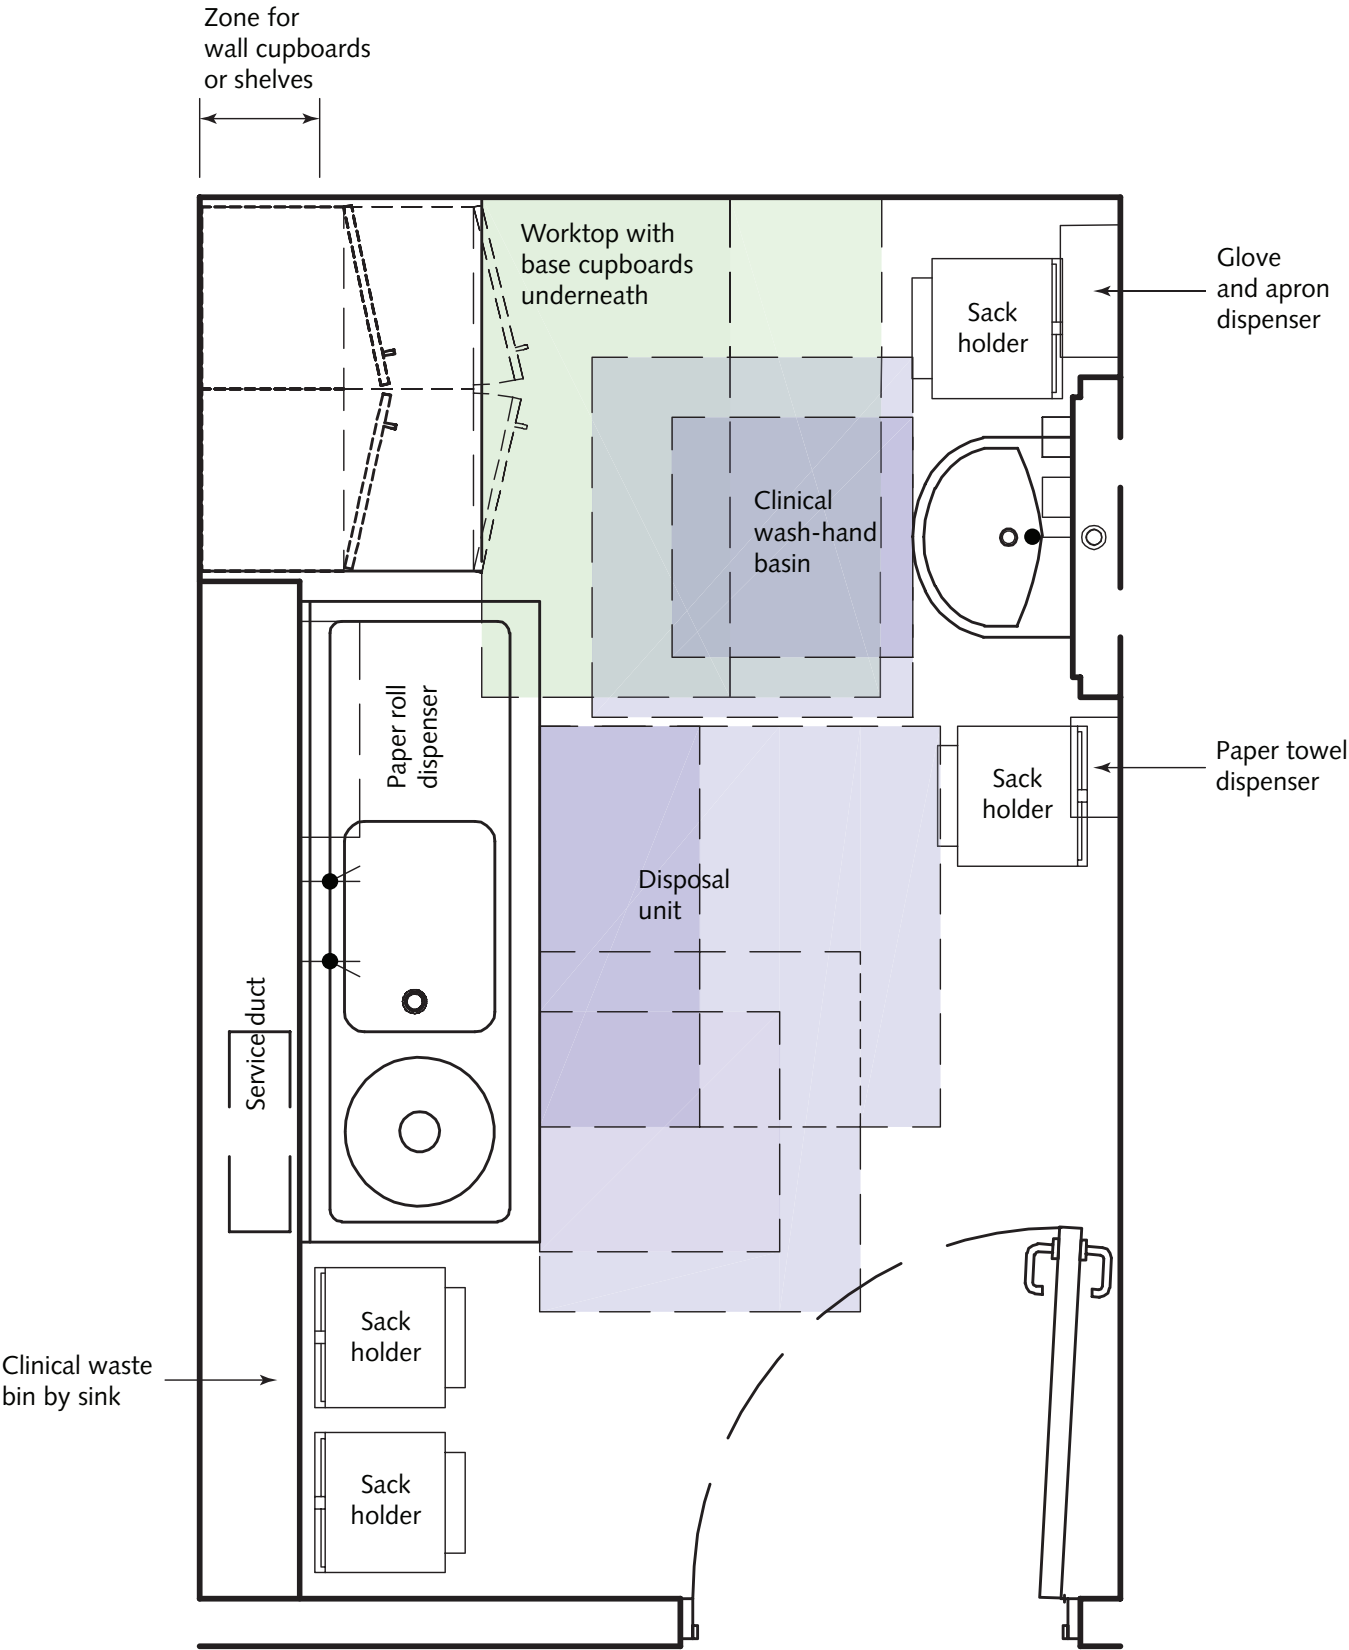 Zone for
wall cupboards
or shelves
Worktop with
base cupboards
underneath
Glove
and apron
dispenser
Sack
holder
Clinical
wash-hand
basin
Paper roll
dispenser
Paper towel
dispenser
Sack
holder
Disposal
unit
Service duct
Sack
holder
Clinical waste
bin by sink
Sack
holder